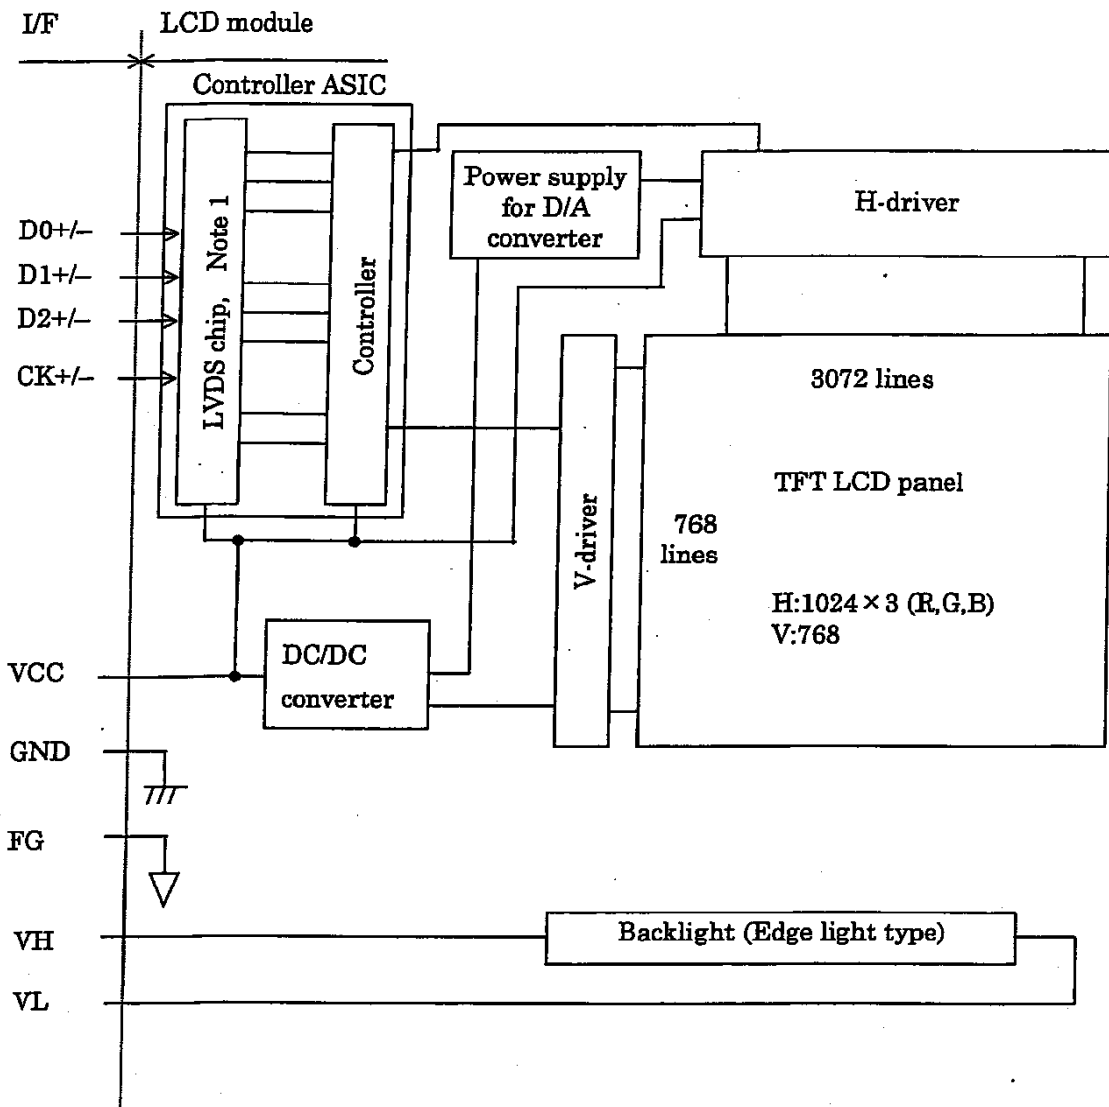 I/F
LCD module
Controller ASIC
LVDS chip, Note 1
Controller
Power supply
for D/A
converter
H-driver
D0+/–
D1+/–
D2+/–
CK+/–
3072 lines
TFT LCD panel
768
lines
V-driver
H:1024×3 (R,G,B)
V:768
VCC
DC/DC
converter
GND
FG
VH
Backlight (Edge light type)
VL